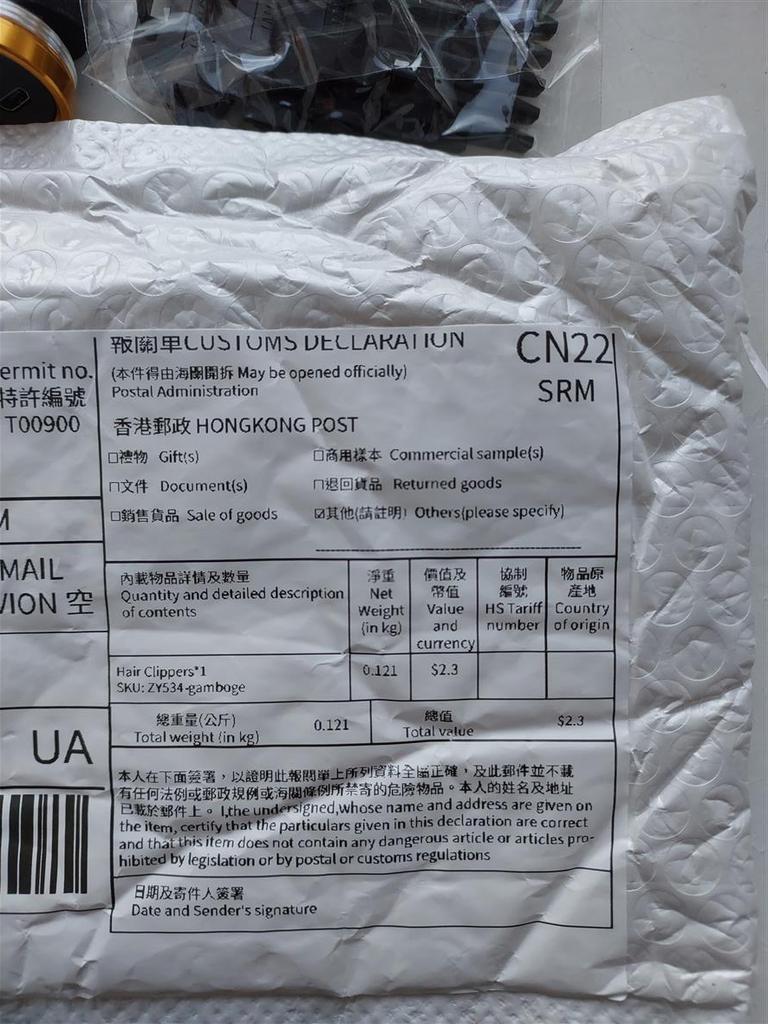 ermit no.
特許編號
T00900
M
MAIL
VION 空
UA
報關單CUSTOMS DECLARATION
CN22
(本件得由海關開拆 May be opened officially)
SRM
Postal Administration
香港郵政 HONGKONG POST
□禮物 Gift(s)
□商用樣本 Commercial sample(s)
□文件 Document(s)
□退回貨品 Returned goods
□銷售貨品 Sale of goods
☑其他(請註明) Others(please specify)
內載物品詳情及數量
Quantity and detailed description
of contents
淨重
Net
Weight
(in kg)
價值及
幣值
Value
and
currency
協制
編號
HS Tariff
number
物品原
產地
Country
of origin
Hair Clippers*1
SKU: ZY534-gamboge
0.121
$2.3
總重量(公斤)
Total weight (in kg)
0.121
總值
Total value
$2.3
本人在下面簽署，以證明此報關單上所列資料全屬正確，及此郵件並不載
有任何法例或郵政規例或海關條例所禁寄的危險物品。本人的姓名及地址
已載於郵件上。 I,the undersigned,whose name and address are given on
the item, certify that the particulars given in this declaration are correct
and that this item does not contain any dangerous article or articles pro-
hibited by legislation or by postal or customs regulations
日期及寄件人簽署
Date and Sender's signature